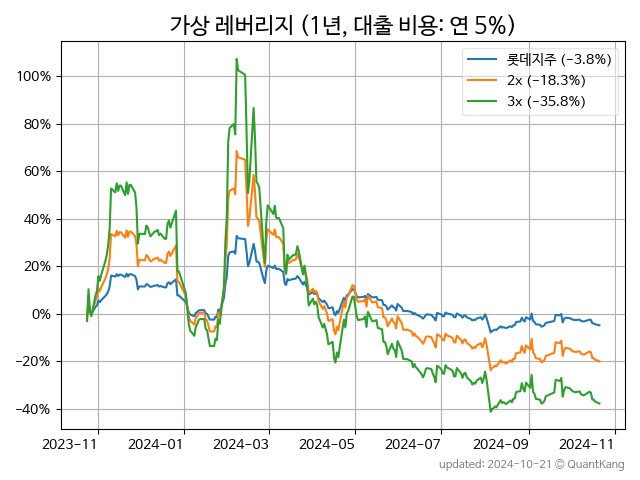 가상 레버리지 (1년, 대출 비용: 연 5%)
롯데지주 (−3.8%)
2x (−18.3%)
3x (−35.8%)
100%
80%
60%
40%
20%
0%
−20%
−40%
2023-11 2024-01 2024-03 2024-05 2024-07 2024-09 2024-11
updated: 2024-10-21 © QuantKang